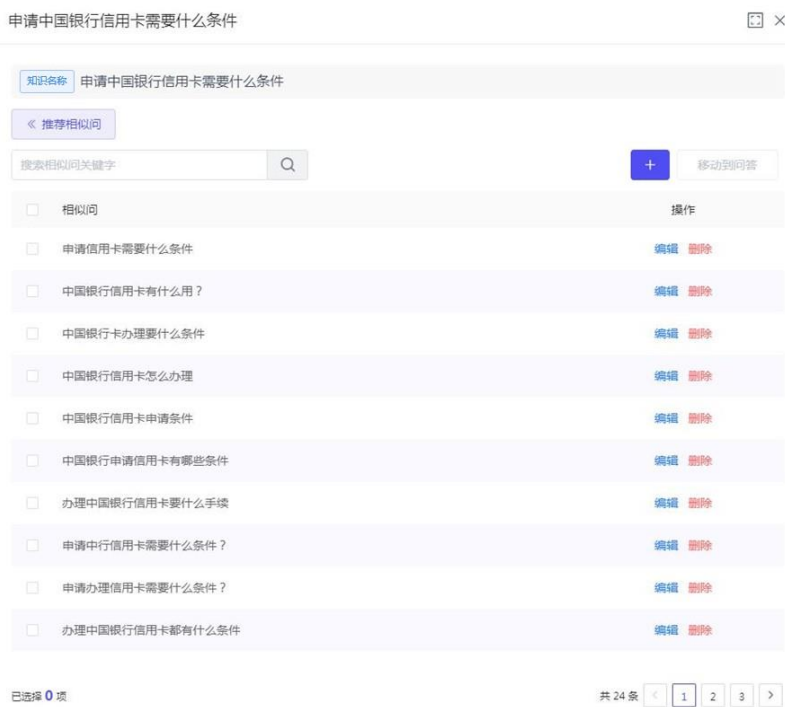 申请中国银行信用卡需要什么条件
知识名称 申请中国银行信用卡需要什么条件
《 推荐相似问
搜索相似问关键字 + 移动到问答
相似问 操作
申请信用卡需要什么条件 编辑 删除
中国银行信用卡有什么用？ 编辑 删除
中国银行卡办理要什么条件 编辑 删除
中国银行信用卡怎么办理 编辑 删除
中国银行信用卡申请条件 编辑 删除
中国银行申请信用卡有哪些条件 编辑 删除
办理中国银行信用卡要什么手续 编辑 删除
申请中行信用卡需要什么条件？ 编辑 删除
申请办理信用卡需要什么条件？ 编辑 删除
办理中国银行信用卡都有什么条件 编辑 删除
已选择 0 项 共 24 条 < 1 2 3 >